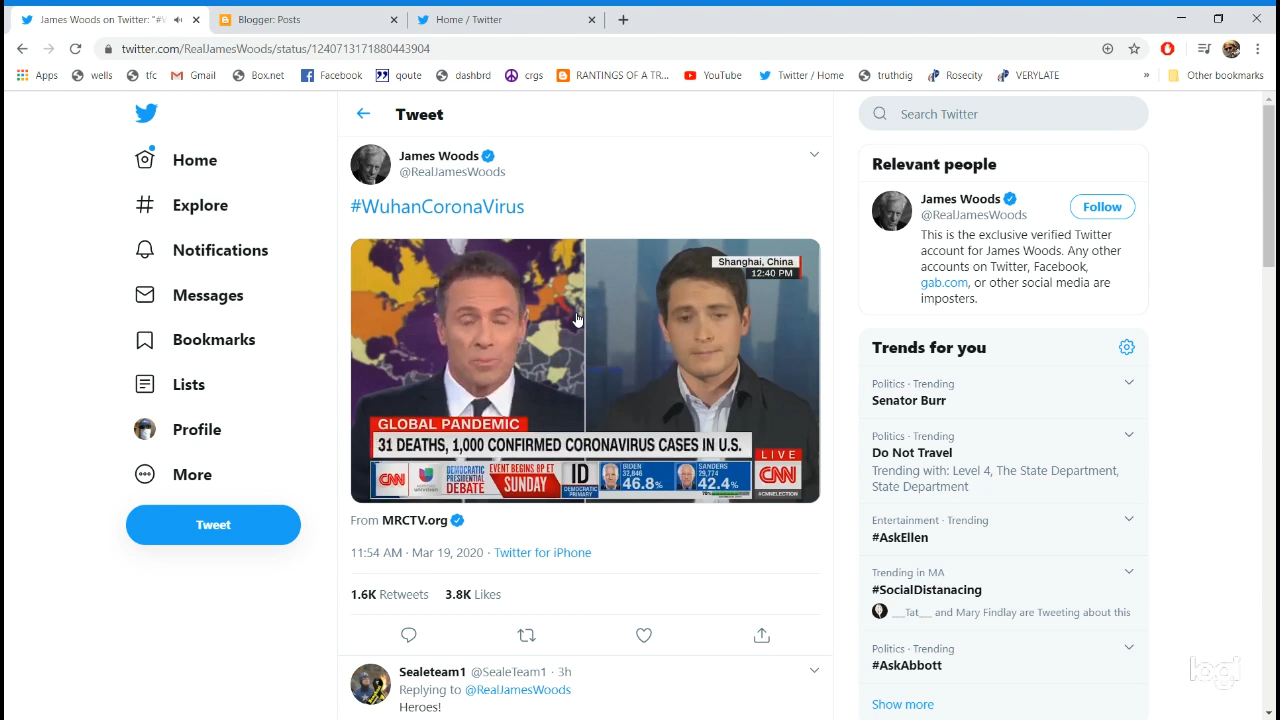 James Woods on Twitter: "#W
Blogger: Posts
Home / Twitter
twitter.com/RealJamesWoods/status/1240713171880443904
Apps
wells
tfc
Gmail
Box.net
Facebook
qoute
dashbrd
crgs
RANTINGS OF A TR...
YouTube
Twitter / Home
truthdig
Rosecity
VERYLATE
»
Other bookmarks
Home
Explore
Notifications
Messages
Bookmarks
Lists
Profile
More
Tweet
Tweet
James Woods
@RealJamesWoods
#WuhanCoronaVirus
Shanghai, China
12:40 PM
GLOBAL PANDEMIC
31 DEATHS, 1,000 CONFIRMED CORONAVIRUS CASES IN U.S.
LIVE
CNN
CNN
DEMOCRATIC
PRESIDENTIAL
DEBATE
EVENT BEGINS 8P ET
SUNDAY
ID
DEMOCRATIC
PRIMARY
BIDEN
32,846
46.8%
SANDERS
29,774
42.4%
#CNNELECTION
From MRCTV.org
11:54 AM · Mar 19, 2020 · Twitter for iPhone
1.6K Retweets 3.8K Likes
Sealeteam1 @SealeTeam1 · 3h
Replying to @RealJamesWoods
Heroes!
Search Twitter
Relevant people
James Woods
@RealJamesWoods
Follow
This is the exclusive verified Twitter
account for James Woods. Any other
accounts on Twitter, Facebook,
gab.com, or other social media are
imposters.
Trends for you
Politics · Trending
Senator Burr
Politics · Trending
Do Not Travel
Trending with: Level 4, The State Department,
State Department
Entertainment · Trending
#AskEllen
Trending in MA
#SocialDistanacing
___Tat___ and Mary Findlay are Tweeting about this
Politics · Trending
#AskAbbott
Show more
legi